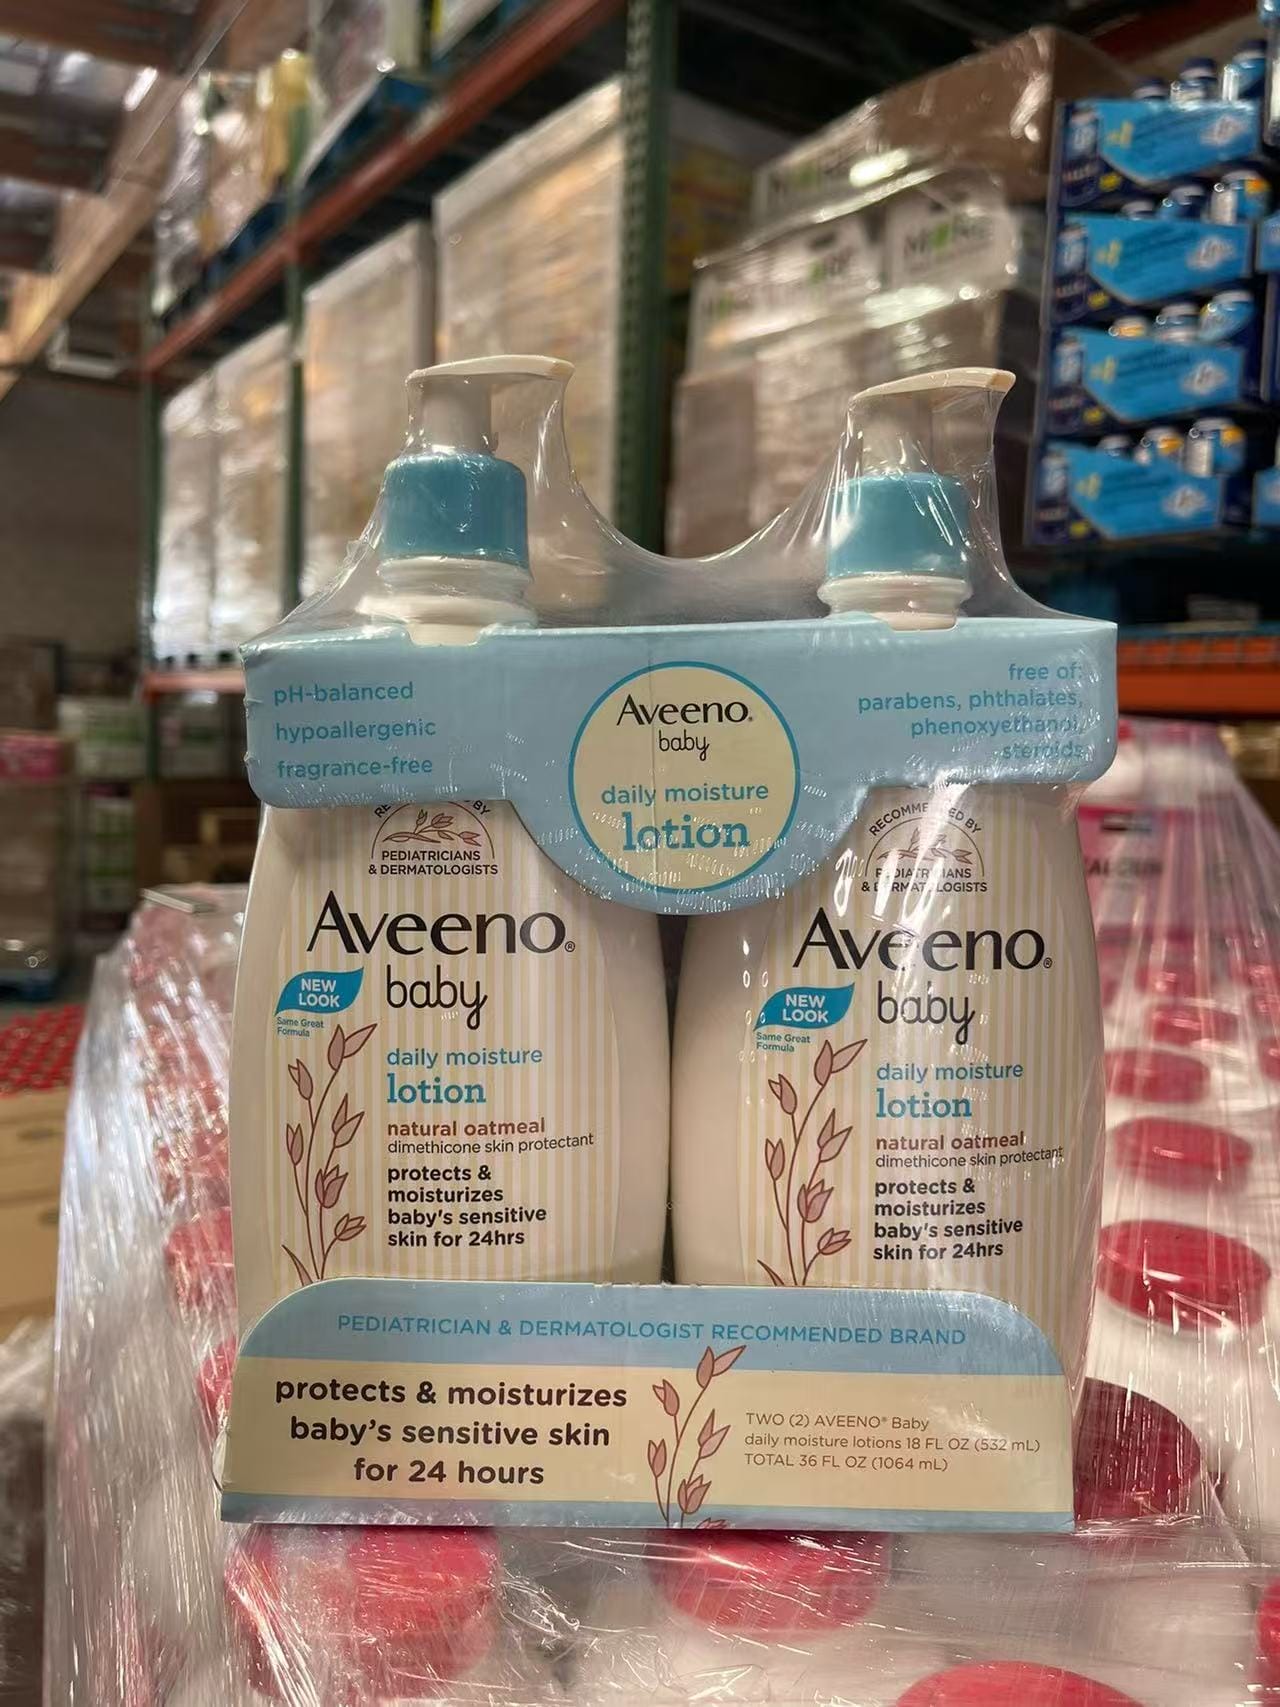 pH-balanced
hypoallergenic
fragrance-free
Aveeno.
baby
daily moisture
lotion
free of:
parabens, phthalates,
phenoxyethanol,
steroids
BY
PEDIATRICIANS
& DERMATOLOGISTS
Aveeno®
baby
NEW
LOOK
Same Great
Formula
daily moisture
lotion
natural oatmeal
dimethicone skin protectant
protects &
moisturizes
baby's sensitive
skin for 24hrs
RECOMMENDED BY
PEDIATRICIANS
& DERMATOLOGISTS
Aveeno®
baby
NEW
LOOK
Same Great
Formula
daily moisture
lotion
natural oatmeal
dimethicone skin protectant
protects &
moisturizes
baby's sensitive
skin for 24hrs
PEDIATRICIAN & DERMATOLOGIST RECOMMENDED BRAND
protects & moisturizes
baby's sensitive skin
for 24 hours
TWO (2) AVEENO® Baby
daily moisture lotions 18 FL OZ (532 mL)
TOTAL 36 FL OZ (1064 mL)